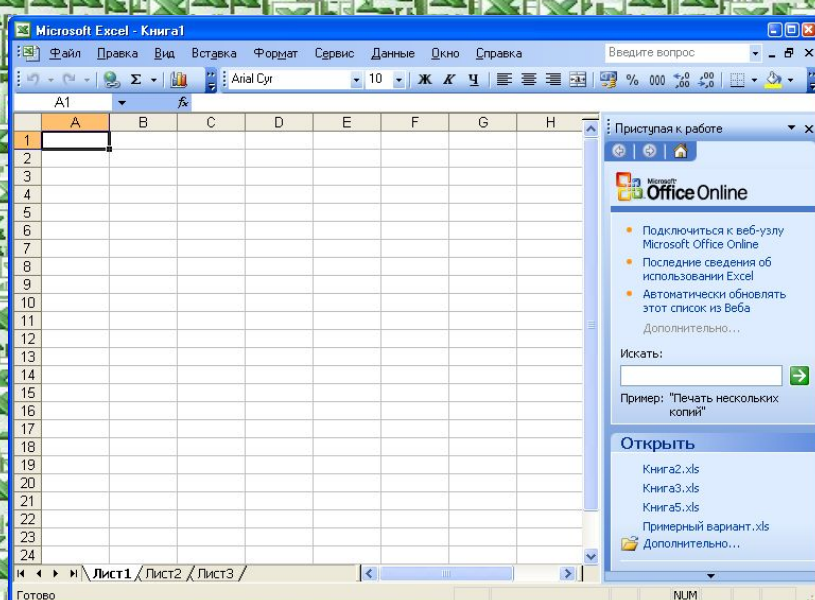 Microsoft Excel - Книга1
Файл Правка Вид Вставка Формат Сервис Данные Окно Справка Введите вопрос
Arial Cyr 10 Ж К Ч % 000 ,00 ,00
A1 fx
A B C D E F G H
1
2
3
4
5
6
7
8
9
10
11
12
13
14
15
16
17
18
19
20
21
22
23
24
Лист1 Лист2 Лист3
Готово NUM
Приступая к работе
Microsoft
Office Online
Подключиться к веб-узлу
Microsoft Office Online
Последние сведения об
использовании Excel
Автоматически обновлять
этот список из Веба
Дополнительно...
Искать:
Пример: "Печать нескольких
копий"
Открыть
Книга2.xls
Книга3.xls
Книга5.xls
Примерный вариант.xls
Дополнительно...